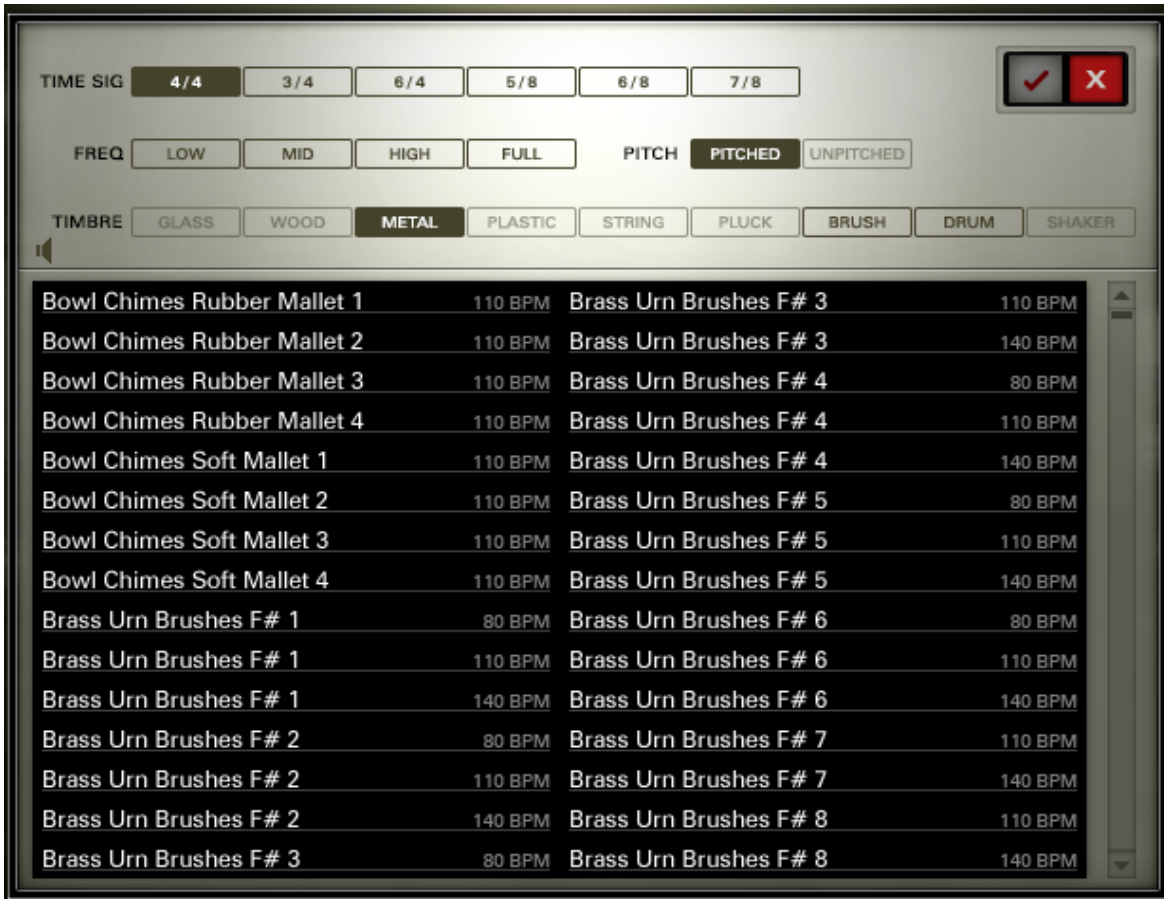 TIME SIG 4/4 3/4 6/4 5/8 6/8 7/8 X
FREQ LOW MID HIGH FULL PITCH PITCHED UNPITCHED
TIMBRE GLASS WOOD METAL PLASTIC STRING PLUCK BRUSH DRUM SHAKER
Bowl Chimes Rubber Mallet 1 110 BPM Brass Urn Brushes F# 3 110 BPM
Bowl Chimes Rubber Mallet 2 110 BPM Brass Urn Brushes F# 3 140 BPM
Bowl Chimes Rubber Mallet 3 110 BPM Brass Urn Brushes F# 4 80 BPM
Bowl Chimes Rubber Mallet 4 110 BPM Brass Urn Brushes F# 4 110 BPM
Bowl Chimes Soft Mallet 1 110 BPM Brass Urn Brushes F# 4 140 BPM
Bowl Chimes Soft Mallet 2 110 BPM Brass Urn Brushes F# 5 80 BPM
Bowl Chimes Soft Mallet 3 110 BPM Brass Urn Brushes F# 5 110 BPM
Bowl Chimes Soft Mallet 4 110 BPM Brass Urn Brushes F# 5 140 BPM
Brass Urn Brushes F# 1 80 BPM Brass Urn Brushes F# 6 80 BPM
Brass Urn Brushes F# 1 110 BPM Brass Urn Brushes F# 6 110 BPM
Brass Urn Brushes F# 1 140 BPM Brass Urn Brushes F# 6 140 BPM
Brass Urn Brushes F# 2 80 BPM Brass Urn Brushes F# 7 110 BPM
Brass Urn Brushes F# 2 110 BPM Brass Urn Brushes F# 7 140 BPM
Brass Urn Brushes F# 2 140 BPM Brass Urn Brushes F# 8 110 BPM
Brass Urn Brushes F# 3 80 BPM Brass Urn Brushes F# 8 140 BPM